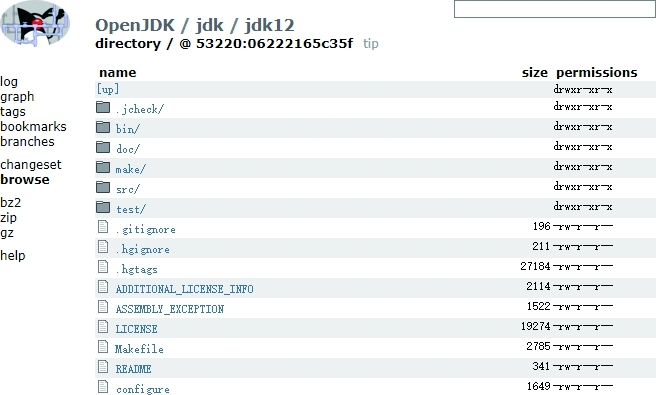 OpenJDK / jdk / jdk12
directory / @ 53220:06222165c35f tip
log
graph
tags
bookmarks
branches
changeset
browse
bz2
zip
gz
help
name size permissions
[up] drwxr-xr-x
.jcheck/ drwxr-xr-x
bin/ drwxr-xr-x
doc/ drwxr-xr-x
make/ drwxr-xr-x
src/ drwxr-xr-x
test/ drwxr-xr-x
.gitignore 196 -rw-r--r--
.hgignore 211 -rw-r--r--
.hgtags 27184 -rw-r--r--
ADDITIONAL_LICENSE_INFO 2114 -rw-r--r--
ASSEMBLY_EXCEPTION 1522 -rw-r--r--
LICENSE 19274 -rw-r--r--
Makefile 2785 -rw-r--r--
README 341 -rw-r--r--
configure 1649 -rw-r--r--